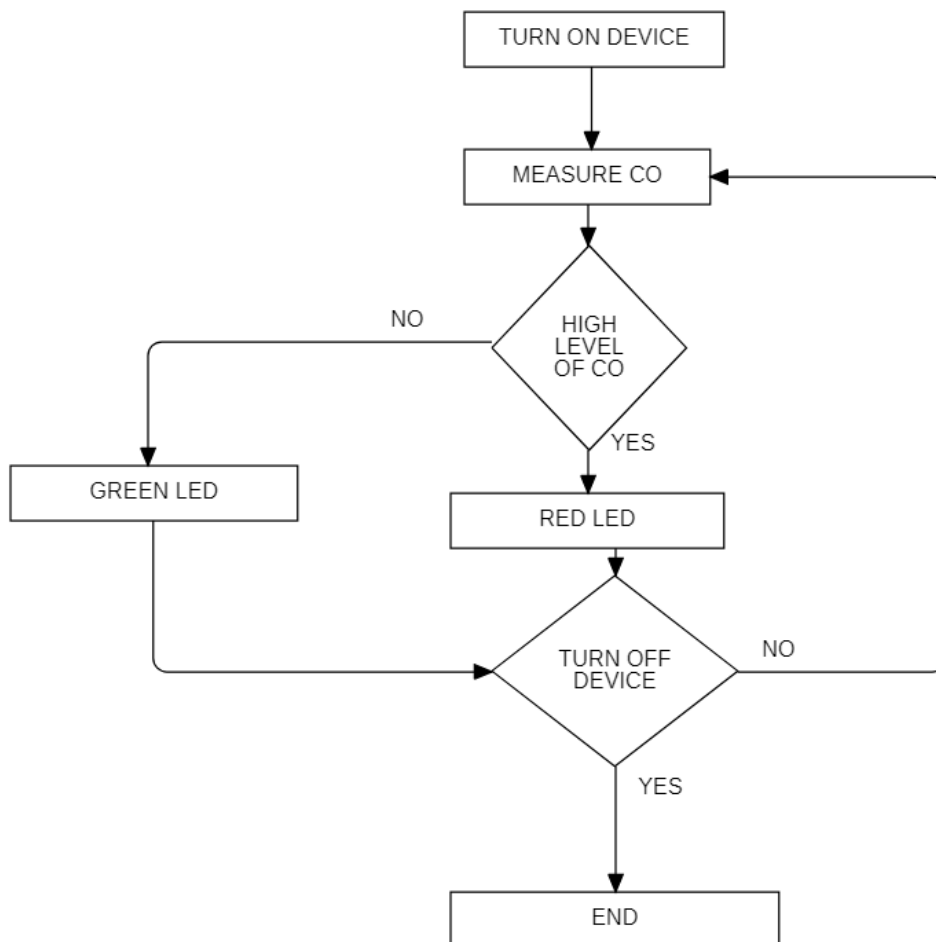 TURN ON DEVICE
MEASURE CO
NO
HIGH
LEVEL
OF CO
YES
GREEN LED
RED LED
TURN OFF
DEVICE
NO
YES
END